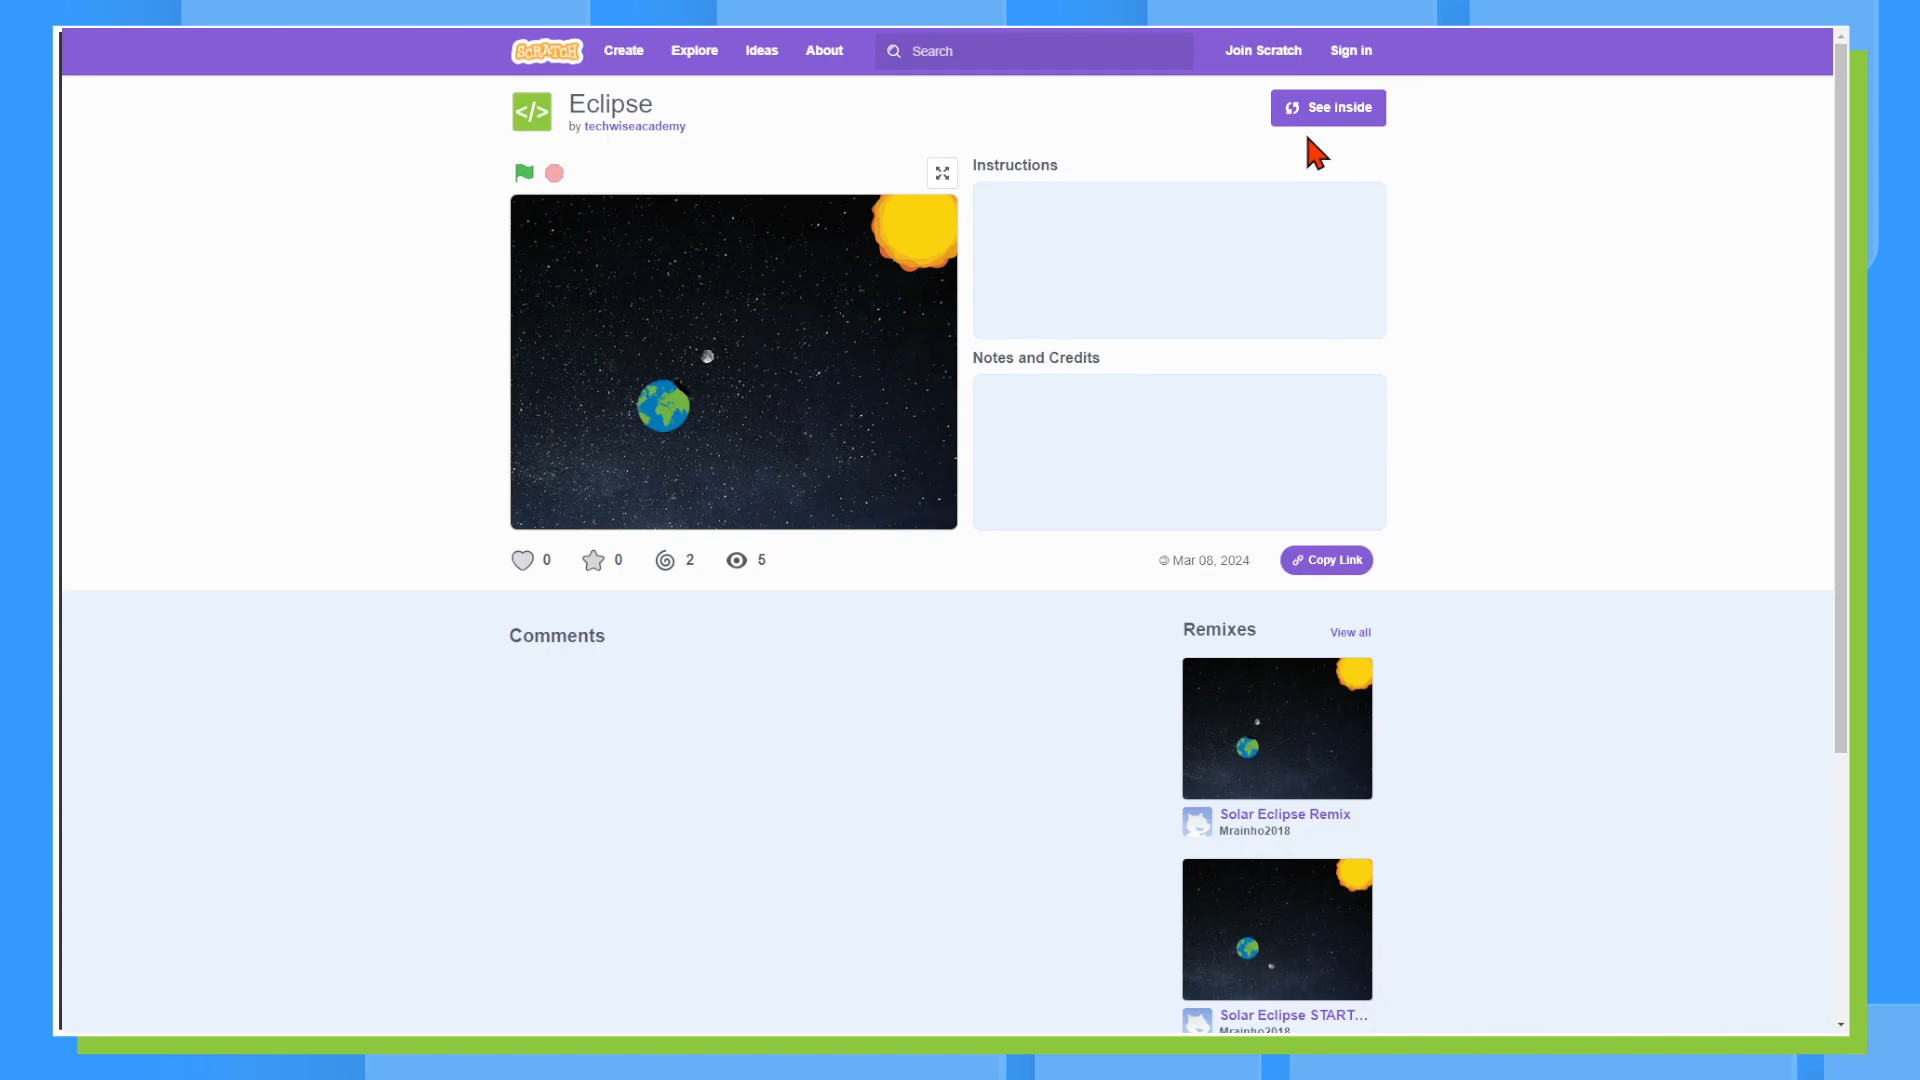 SCRATCH Create Explore Ideas About Search Join Scratch Sign in
</> Eclipse
by techwiseacademy
See inside
Instructions
Notes and Credits
0 0 2 5
© Mar 08, 2024 Copy Link
Comments
Remixes View all
Solar Eclipse Remix
Mrainho2018
Solar Eclipse START...
Mrainho2018